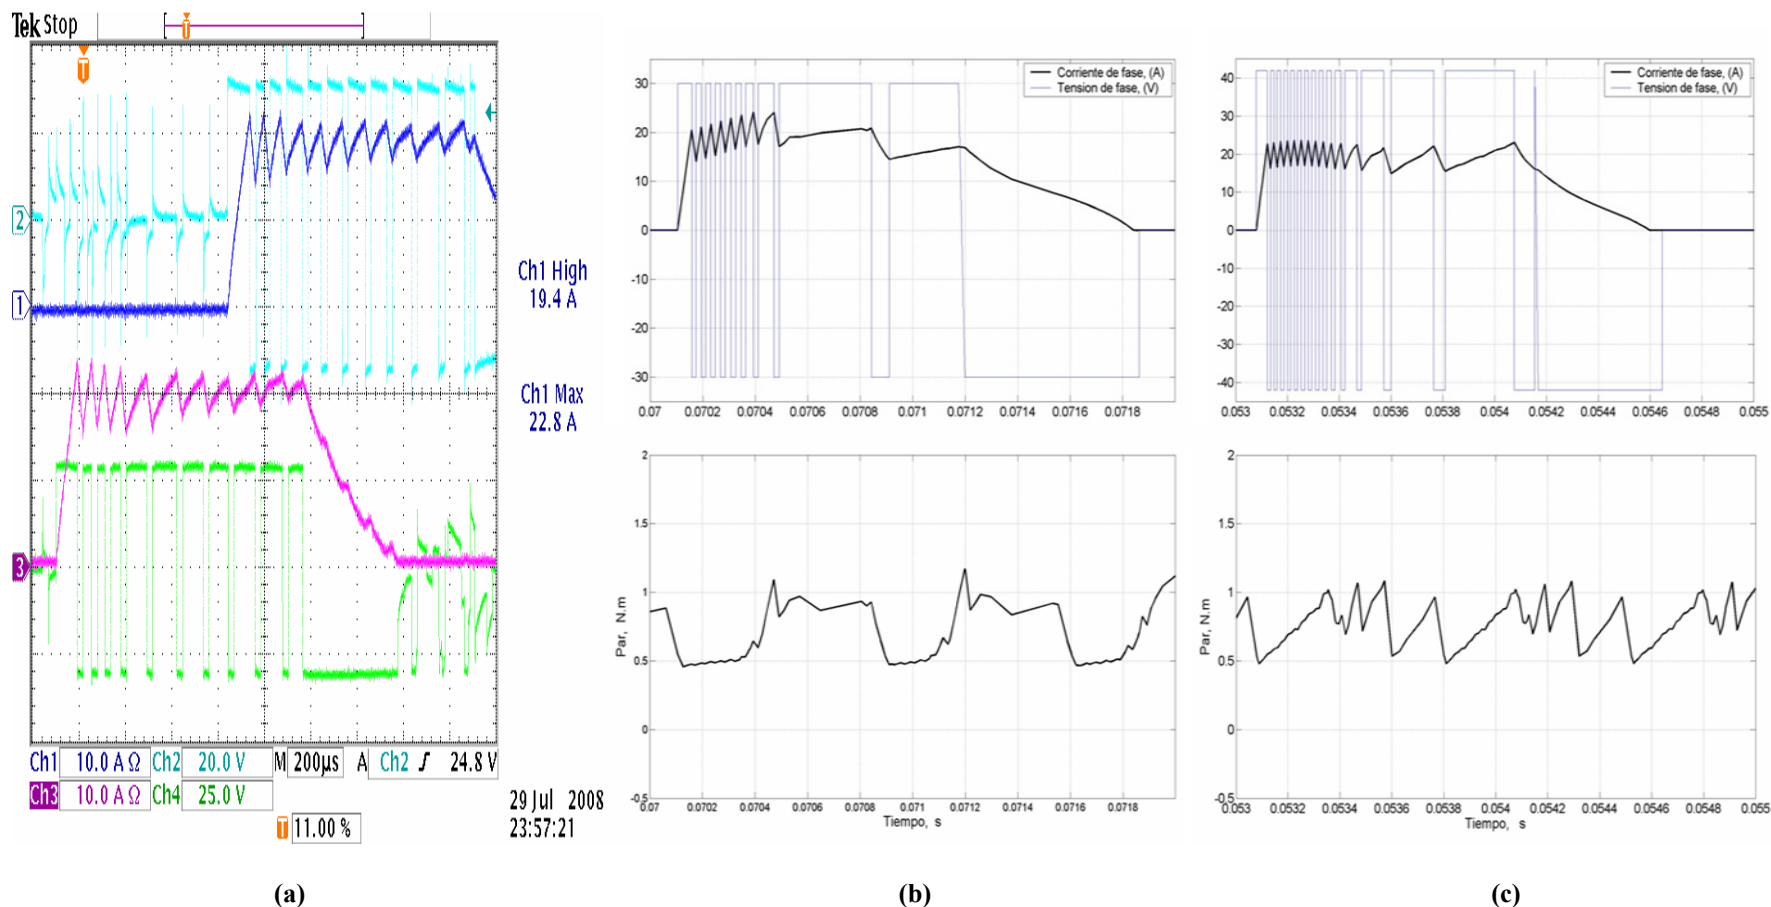 Tek Stop
T
T
2
1
3
Ch1 High
19.4 A
Ch1 Max
22.8 A
Ch1 10.0 A Ω Ch2 20.0 V M 200µs A Ch2 ƒ 24.8 V
Ch3 10.0 A Ω Ch4 25.0 V
T 11.00 %
29 Jul 2008
23:57:21
(a)
Corriente de fase, (A)
Tensión de fase, (V)
30
20
10
0
-10
-20
-30
0.07 0.0702 0.0704 0.0706 0.0708 0.071 0.0712 0.0714 0.0716 0.0718
Par, N.m
2
1.5
1
0.5
0
-0.5
0.07 0.0702 0.0704 0.0706 0.0708 0.071 0.0712 0.0714 0.0716 0.0718
Tiempo, s
(b)
Corriente de fase, (A)
Tensión de fase, (V)
40
30
20
10
0
-10
-20
-30
-40
0.053 0.0532 0.0534 0.0536 0.0538 0.054 0.0542 0.0544 0.0546 0.0548 0.055
Par, N.m
2
1.5
1
0.5
0
-0.5
0.053 0.0532 0.0534 0.0536 0.0538 0.054 0.0542 0.0544 0.0546 0.0548 0.055
Tiempo, s
(c)